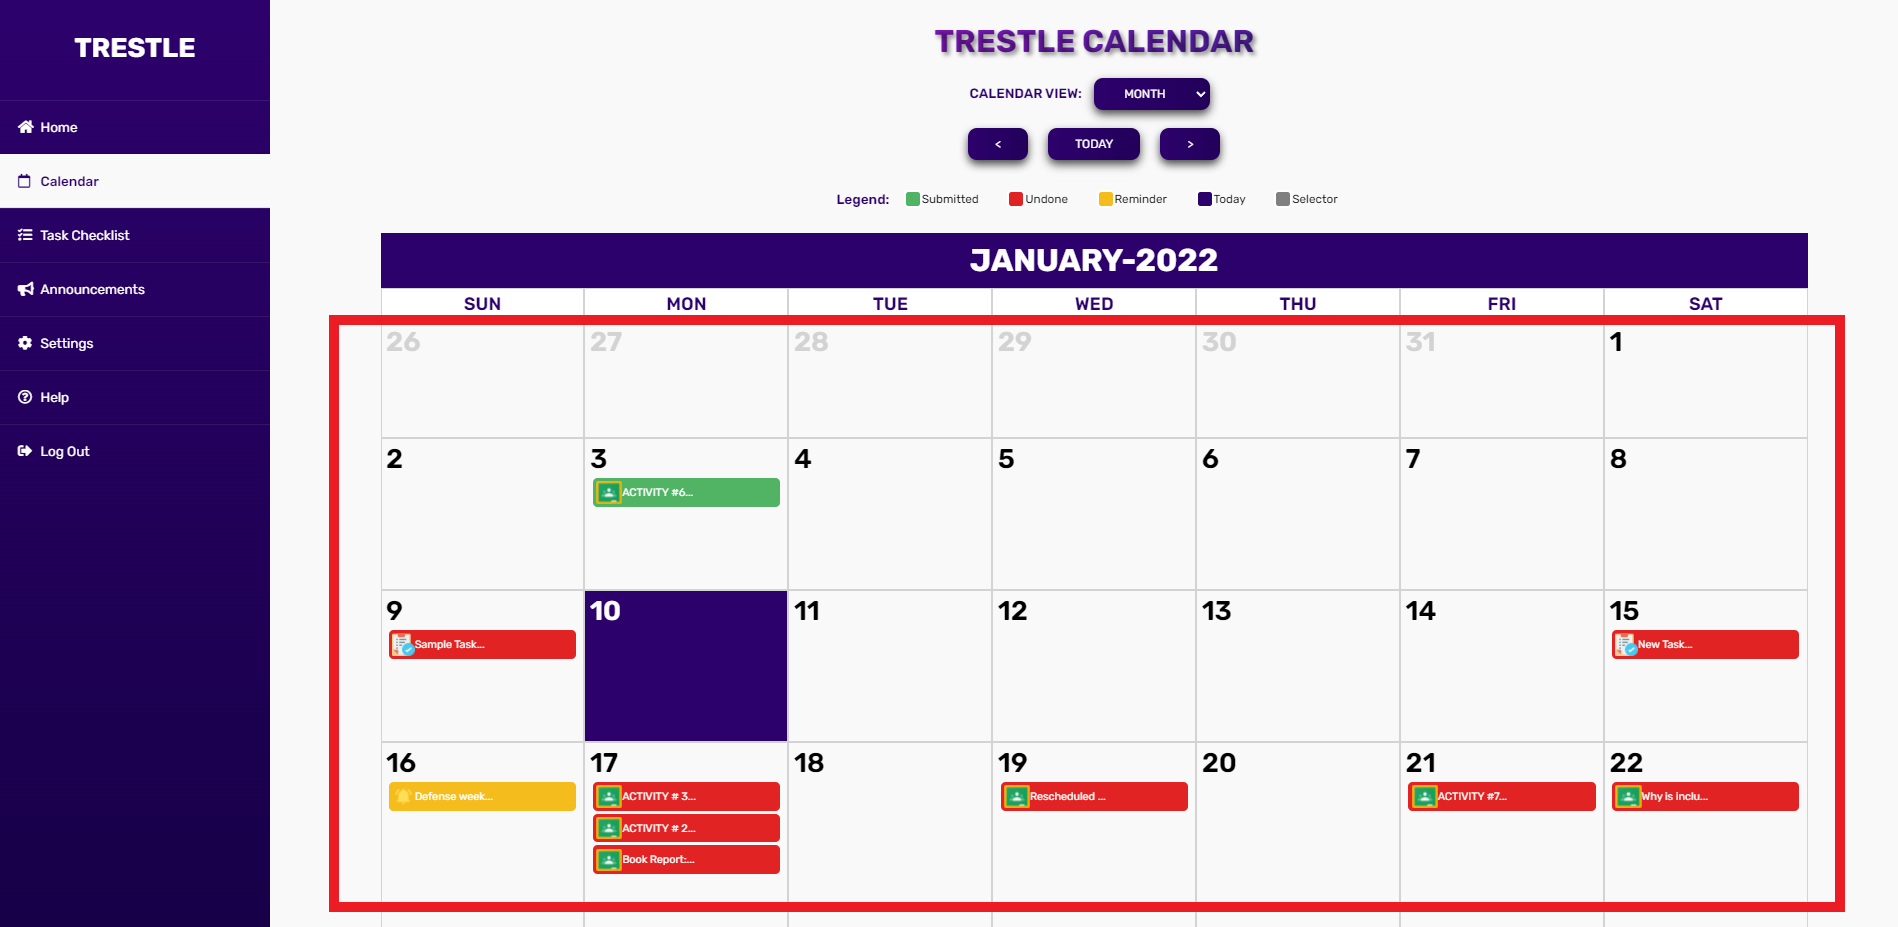 TRESTLE
Home
Calendar
Task Checklist
Announcements
Settings
Help
Log Out
TRESTLE CALENDAR
CALENDAR VIEW: MONTH
< TODAY >
Legend: Submitted Undone Reminder Today Selector
JANUARY-2022
SUN MON TUE WED THU FRI SAT
26 27 28 29 30 31 1
2 3 4 5 6 7 8
ACTIVITY #6...
9 10 11 12 13 14 15
Sample Task... New Task...
16 17 18 19 20 21 22
Defense week... ACTIVITY # 3... Rescheduled ... ACTIVITY #7... Why is inclu...
ACTIVITY # 2...
Book Report:...